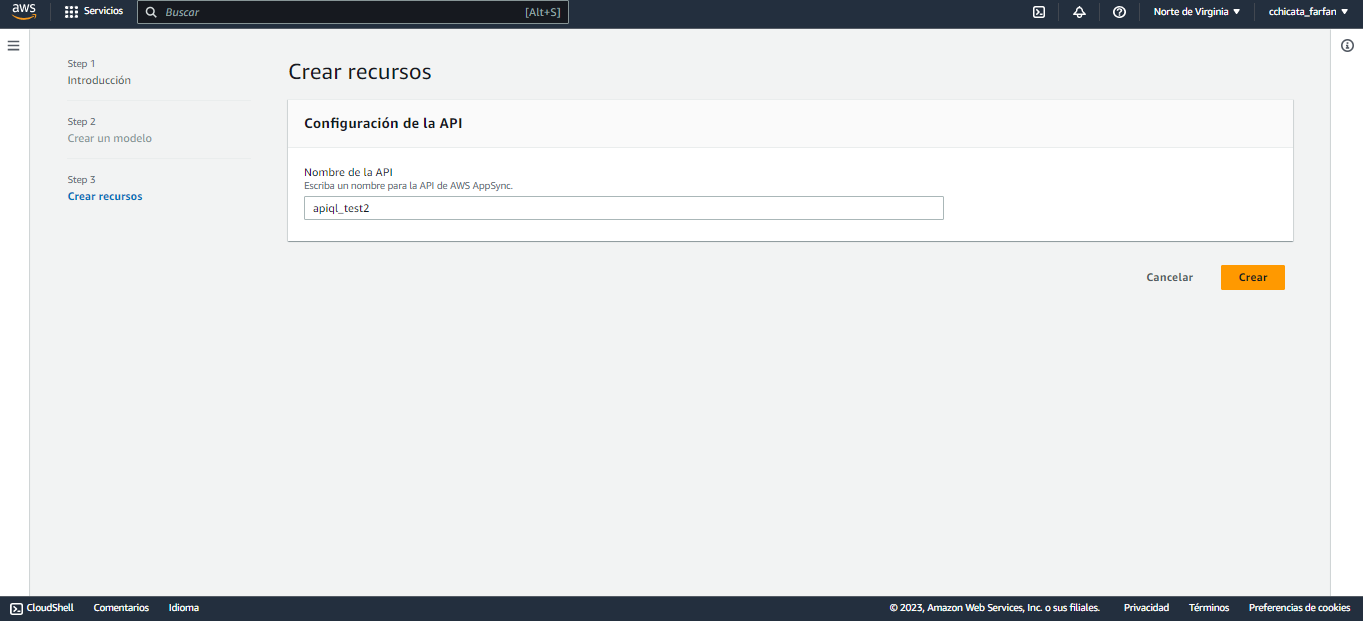 aws
Servicios
Buscar
[Alt+S]
Norte de Virginia
cchicata_farfan
Step 1
Introducción
Step 2
Crear un modelo
Step 3
Crear recursos
Crear recursos
Configuración de la API
Nombre de la API
Escriba un nombre para la API de AWS AppSync.
apiql_test2
Cancelar
Crear
CloudShell
Comentarios
Idioma
© 2023, Amazon Web Services, Inc. o sus filiales.
Privacidad
Términos
Preferencias de cookies